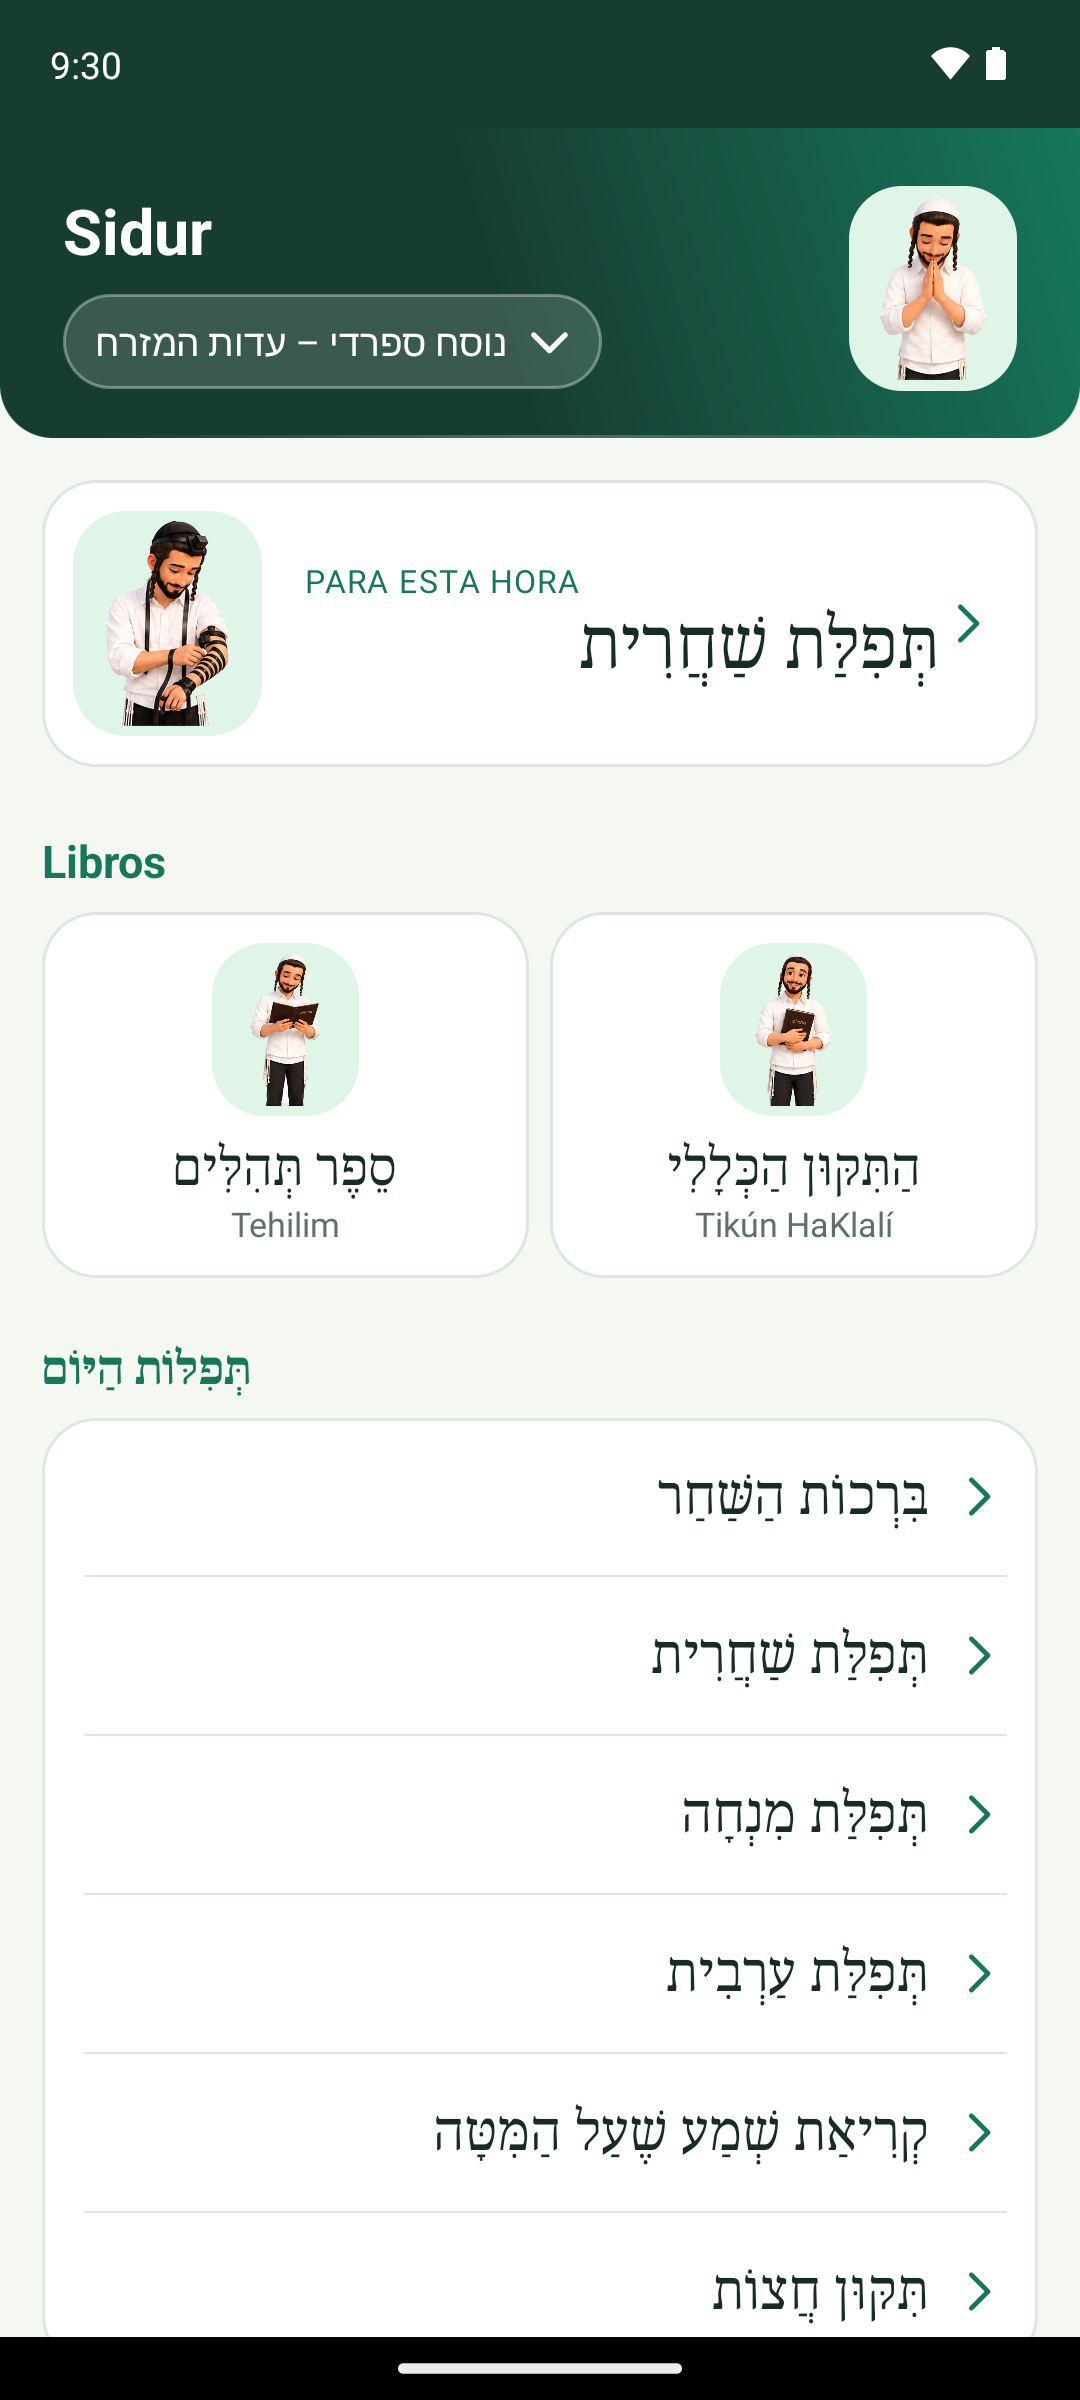 9:30
Sidur
נוסח ספרדי – עדות המזרח
PARA ESTA HORA
תְּפִלַּת שַׁחֲרִית
Libros
סֵפֶר תְּהִלִּים
Tehilim
הַתִּקּוּן הַכְּלָלִי
Tikún HaKlalí
תְּפִלּוֹת הַיּוֹם
בִּרְכוֹת הַשַּׁחַר
תְּפִלַּת שַׁחֲרִית
תְּפִלַּת מִנְחָה
תְּפִלַּת עַרְבִית
קְרִיאַת שְׁמַע שֶׁעַל הַמִּטָּה
תִּקּוּן חֲצוֹת